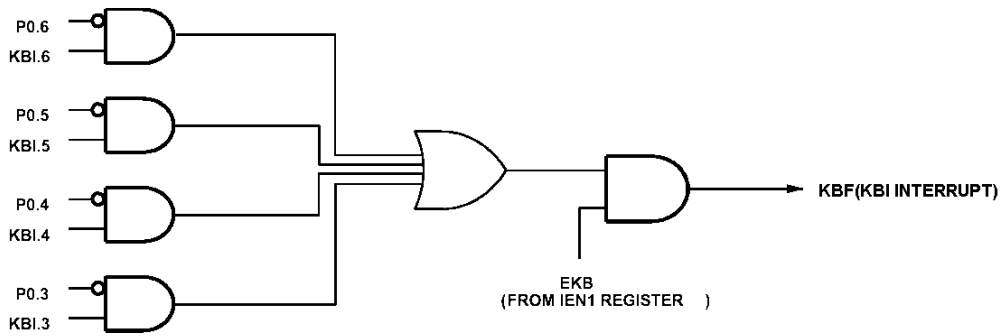 P0.6
KBI.6
P0.5
KBI.5
P0.4
KBI.4
P0.3
KBI.3
KBF(KBI INTERRUPT)
EKB
(FROM IEN1 REGISTER )